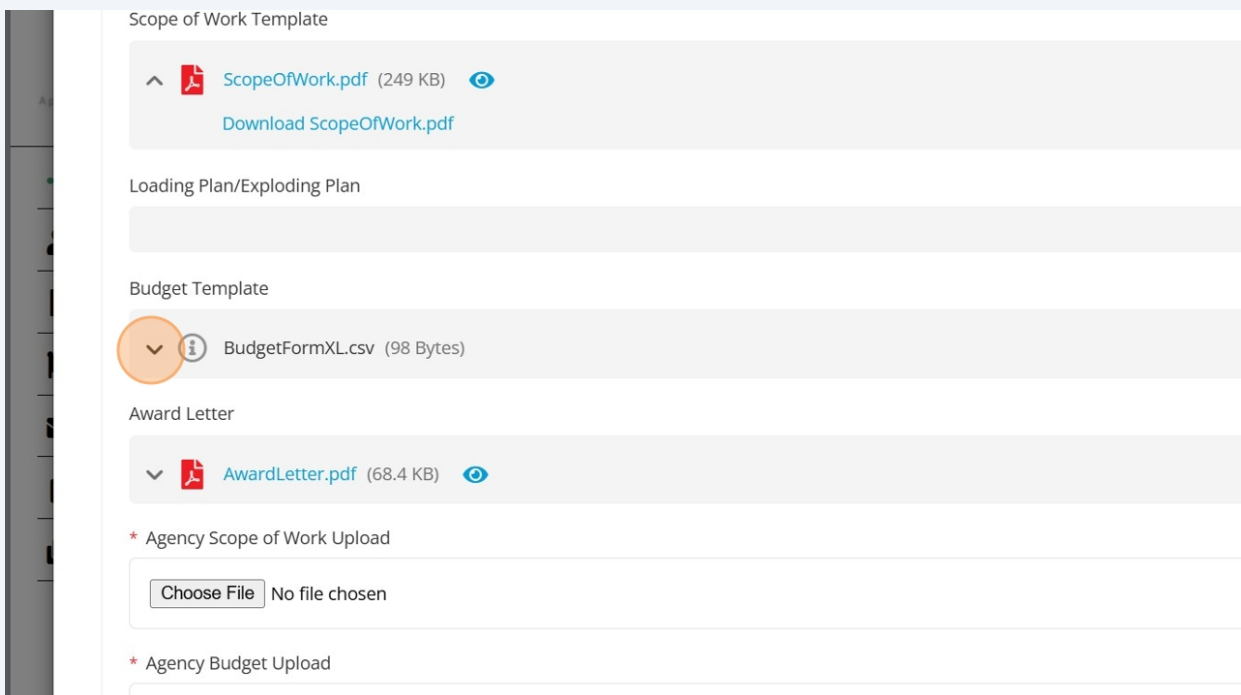 Scope of Work Template
ScopeOfWork.pdf (249 KB)
Download ScopeOfWork.pdf
Loading Plan/Exploding Plan
Budget Template
BudgetFormXL.csv (98 Bytes)
Award Letter
AwardLetter.pdf (68.4 KB)
* Agency Scope of Work Upload
Choose File No file chosen
* Agency Budget Upload